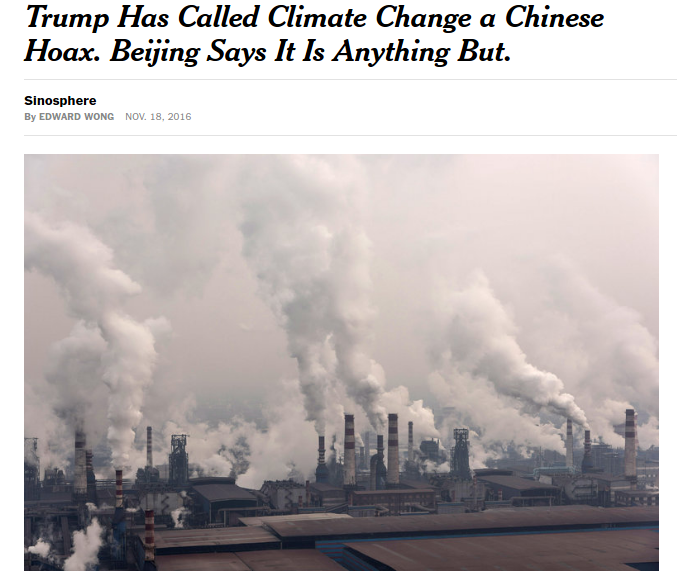 Trump Has Called Climate Change a Chinese
Hoax. Beijing Says It Is Anything But.
Sinosphere
By EDWARD WONG NOV. 18, 2016